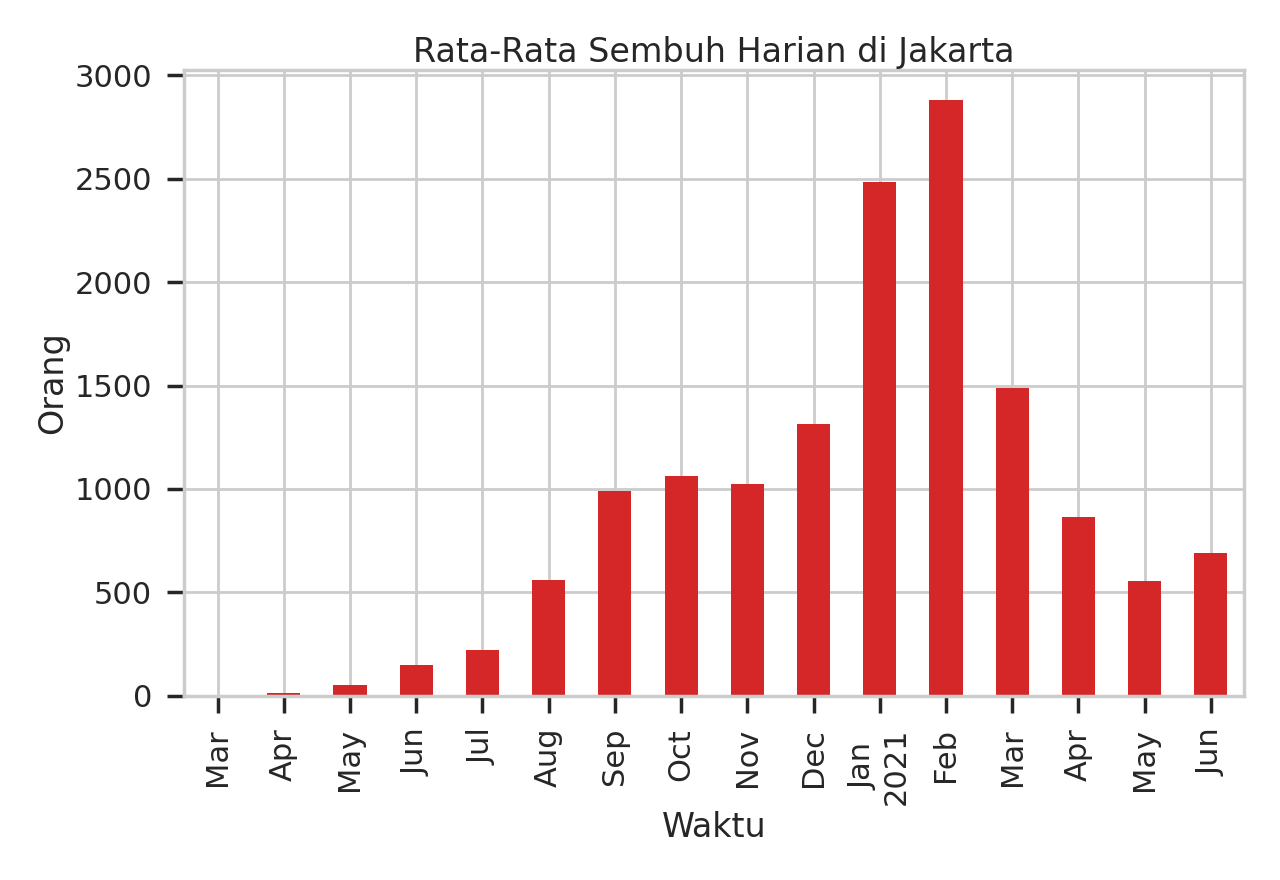 Rata-Rata Sembuh Harian di Jakarta
3000
2500
2000
1500
1000
500
0
Orang
Mar
Apr
May
Jun
Jul
Aug
Sep
Oct
Nov
Dec
Jan
2021
Feb
Mar
Apr
May
Jun
Waktu